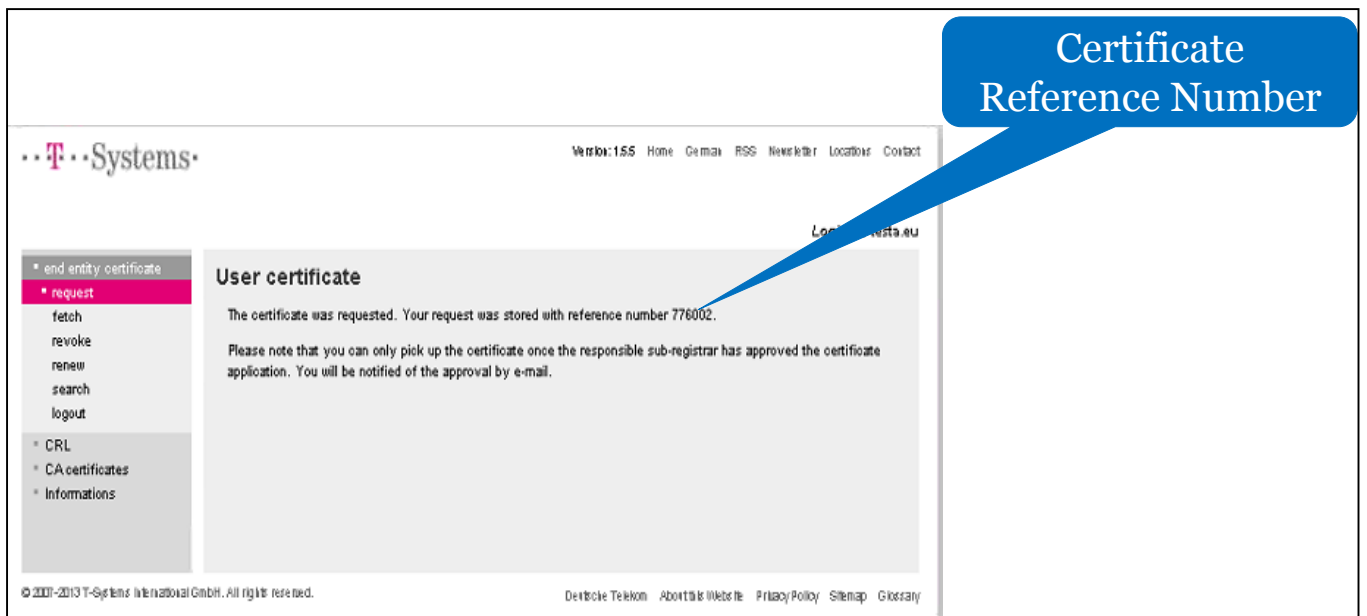 Certificate
Reference Number
··T··Systems·
Version: 1.5.5 Home German RSS Newsletter Locations Contact
esta.eu
end entity certificate
request
fetch
revoke
renew
search
logout
CRL
CA certificates
Informations
User certificate
The certificate was requested. Your request was stored with reference number 776002.
Please note that you can only pick up the certificate once the responsible sub-registrar has approved the certificate
application. You will be notified of the approval by e-mail.
© 2007-2013 T-Systems International GmbH. All rights reserved.
Deutsche Telekom About this Website Privacy Policy Sitemap Glossary